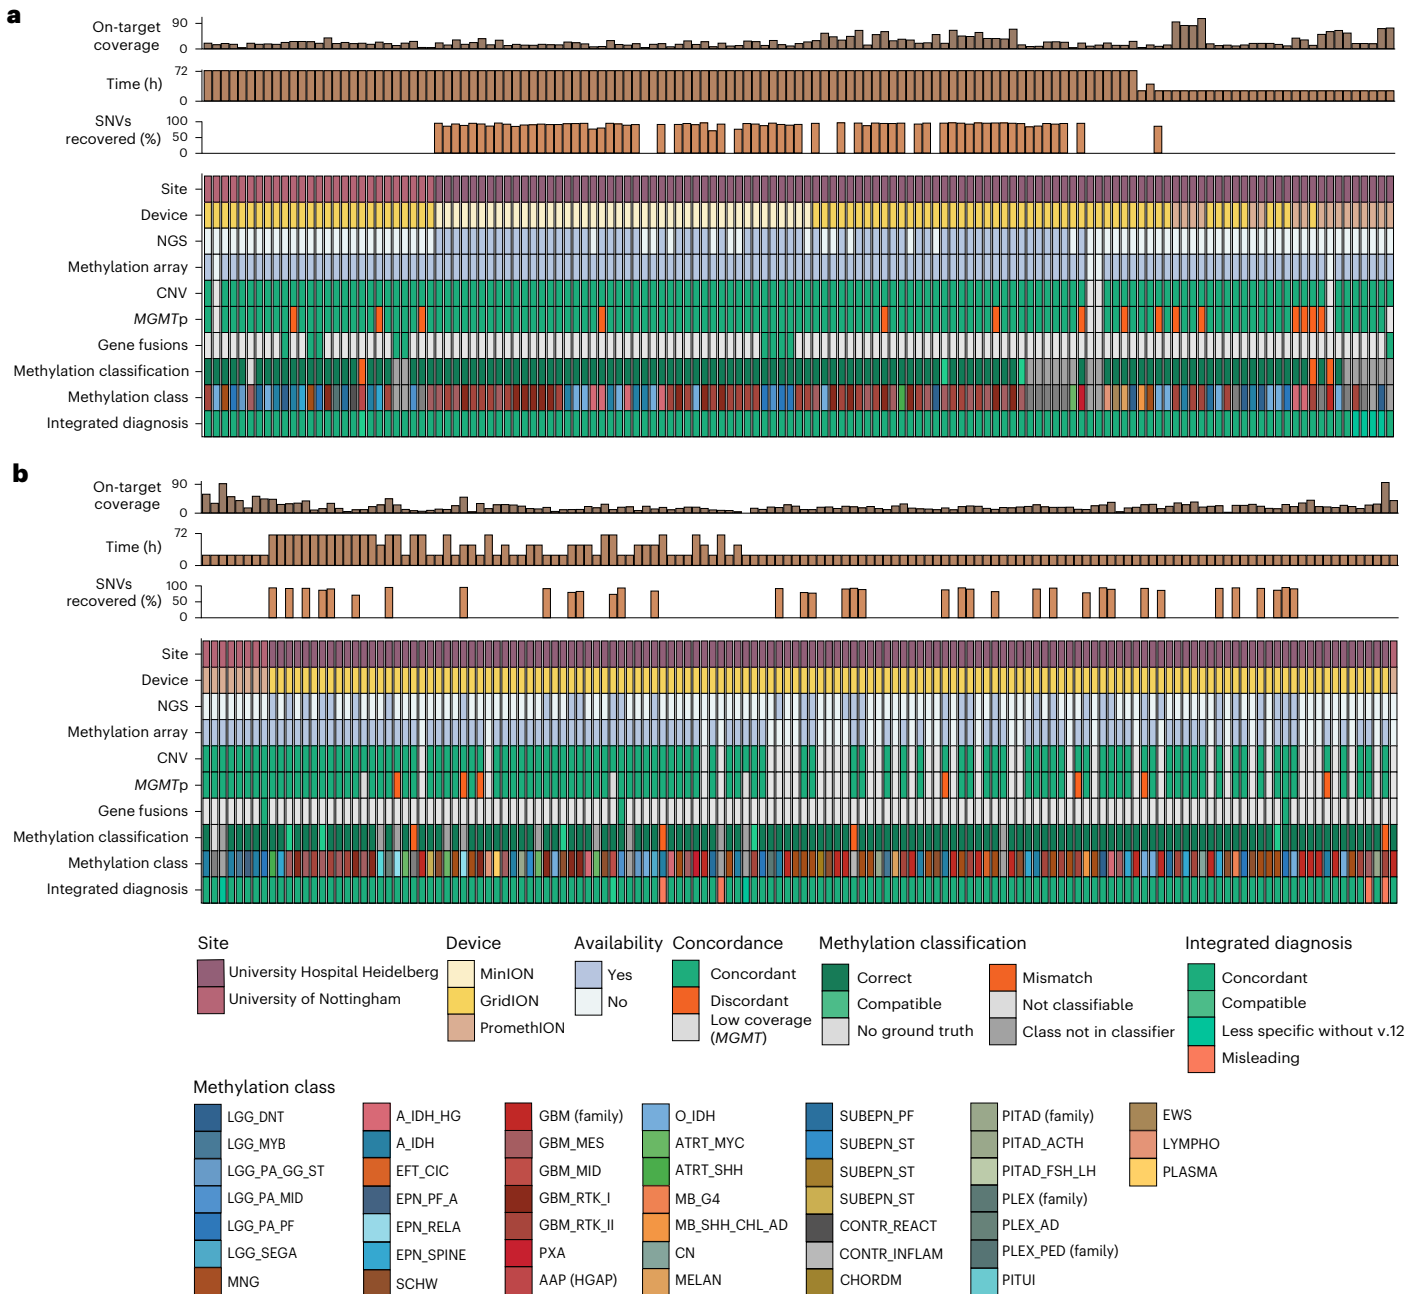 a
On-target
coverage
90
0
Time (h)
72
0
SNVs
recovered (%)
100
50
0
Site
Device
NGS
Methylation array
CNV
MGMTp
Gene fusions
Methylation classification
Methylation class
Integrated diagnosis
b
On-target
coverage
90
0
Time (h)
72
0
SNVs
recovered (%)
100
50
0
Site
Device
NGS
Methylation array
CNV
MGMTp
Gene fusions
Methylation classification
Methylation class
Integrated diagnosis
Site
University Hospital Heidelberg
University of Nottingham
Device
MinION
GridION
PromethION
Availability
Yes
No
Concordance
Concordant
Discordant
Low coverage
(MGMT)
Methylation classification
Correct
Compatible
No ground truth
Mismatch
Not classifiable
Class not in classifier
Integrated diagnosis
Concordant
Compatible
Less specific without v.12
Misleading
Methylation class
LGG_DNT
LGG_MYB
LGG_PA_GG_ST
LGG_PA_MID
LGG_PA_PF
LGG_SEGA
MNG
A_IDH_HG
A_IDH
EFT_CIC
EPN_PF_A
EPN_RELA
EPN_SPINE
SCHW
GBM (family)
GBM_MES
GBM_MID
GBM_RTK_I
GBM_RTK_II
PXA
AAP (HGAP)
O_IDH
ATRT_MYC
ATRT_SHH
MB_G4
MB_SHH_CHL_AD
CN
MELAN
SUBEPN_PF
SUBEPN_ST
SUBEPN_ST
SUBEPN_ST
CONTR_REACT
CONTR_INFLAM
CHORDM
PITAD (family)
PITAD_ACTH
PITAD_FSH_LH
PLEX (family)
PLEX_AD
PLEX_PED (family)
PITUI
EWS
LYMPHO
PLASMA